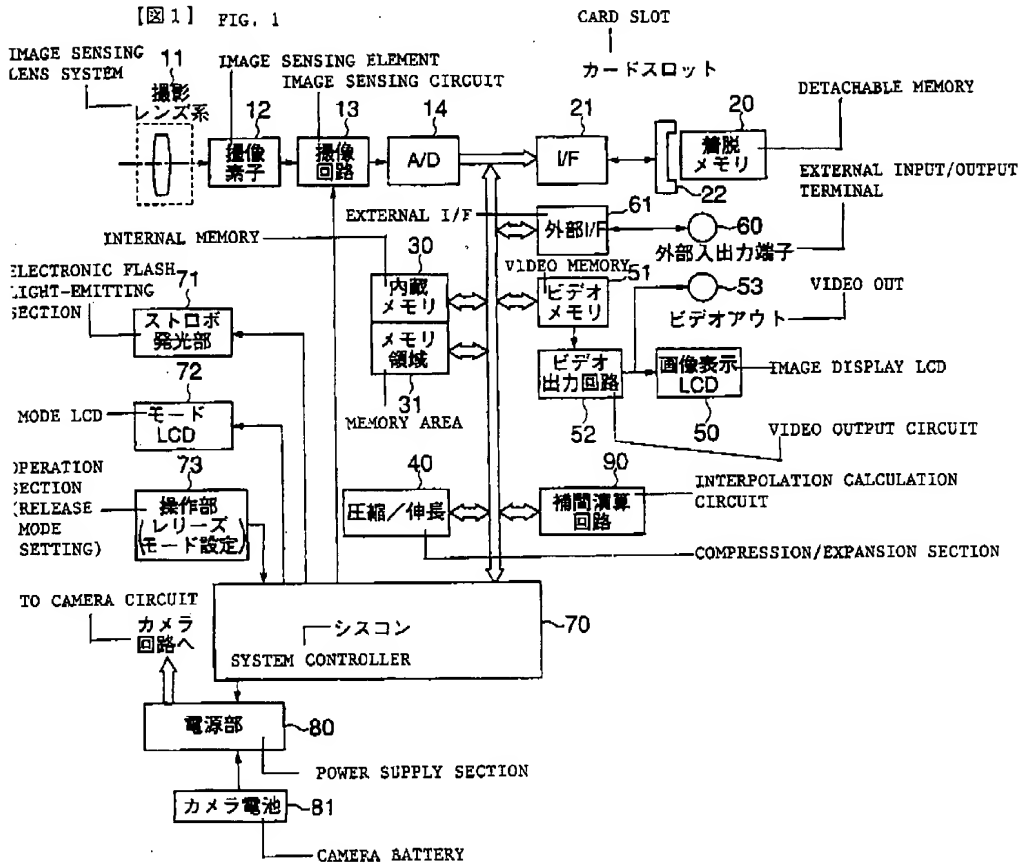 【図1】 FIG. 1
CARD SLOT
カードスロット
IMAGE SENSING
LENS SYSTEM
11
撮影
レンズ系
IMAGE SENSING ELEMENT
IMAGE SENSING CIRCUIT
12
撮像
素子
13
撮像
回路
14
A/D
21
I/F
20
着脱
メモリ
22
DETACHABLE MEMORY
EXTERNAL INPUT/OUTPUT
TERMINAL
EXTERNAL I/F
61
外部I/F
60
外部入出力端子
INTERNAL MEMORY
30
内蔵
メモリ
VIDEO MEMORY
51
ビデオ
メモリ
53
ビデオアウト
VIDEO OUT
ELECTRONIC FLASH
LIGHT-EMITTING
SECTION
71
ストロボ
発光部
メモリ
領域
31
MEMORY AREA
ビデオ
出力回路
52
画像表示
LCD
50
IMAGE DISPLAY LCD
VIDEO OUTPUT CIRCUIT
MODE LCD
72
モード
LCD
OPERATION
SECTION
(RELEASE
MODE
SETTING)
73
操作部
(レリーズ
モード設定)
40
圧縮／伸長
90
補間演算
回路
INTERPOLATION CALCULATION
CIRCUIT
COMPRESSION/EXPANSION SECTION
TO CAMERA CIRCUIT
カメラ
回路へ
シスコン
SYSTEM CONTROLLER
70
電源部
80
POWER SUPPLY SECTION
カメラ電池
81
CAMERA BATTERY